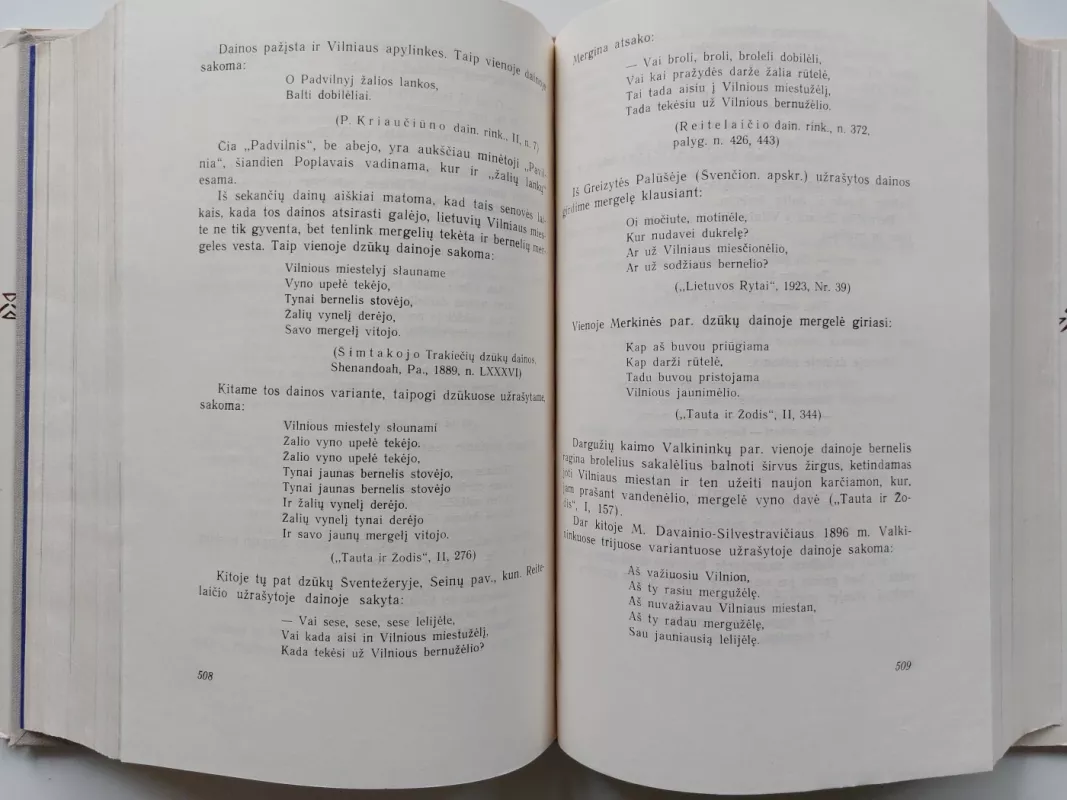 Dainos pažįsta ir Vilniaus apylinkes. Taip vienoje dainoje
sakoma:
O Padvilnyj žalios lankos,
Balti dobilėliai.
(P. Kriaučiūno dain. rink., II, n. 7)
Čia „Padvilnis", be abejo, yra aukščiau minėtoji „Pavil-
nia", šiandien Poplavais vadinama, kur ir „žalių lankų"
esama.
Iš sekančių dainų aiškiai matoma, kad tais senovės lai-
kais, kada tos dainos atsirasti galėjo, lietuvių Vilniaus mies-
te ne tik gyventa, bet tenlink mergelių tekėta ir bernelių mer-
geles vesta. Taip vienoje dzūkų dainoje sakoma:
Vilnious miestelyj slauname
Vyno upelė tekėjo,
Tynai bernelis stovėjo,
Žalių vynelį derėjo,
Savo mergelį vitojo.
(Simtakojo Trakiečių dzūkų dainos.
Shenandoah, Pa., 1889, n. LXXXVI)
Kitame tos dainos variante, taipogi dzūkuose užrašytame,
sakoma:
Vilnious miestely slounami
Žalio vyno upelė tekėjo.
Žalio vyno upelė tekėjo,
Tynai jaunas bernelis stovėjo,
Tynai jaunas bernelis stovėjo
Ir žalių vynelį derėjo.
Žalių vynelį tynai derėjo
Ir savo jaunų mergelį vitojo.
(„Tauta ir Žodis", II, 276)
Kitoje tų pat dzūkų Sventežeryje, Seinų pav., kun. Reite-
laičio užrašytoje dainoje sakyta:
— Vai sese, sese, sese lelijėle,
Vai kada aisi in Vilnious miestužėlį,
Kada tekėsi už Vilnious bernužėlio?
508
Mergina atsako:
— Vai broli, broli, broleli dobilėli,
Vai kai pražydės darže žalia rūtelė,
Tai tada aisiu į Vilnious miestužėlį,
Tada tekėsiu už Vilnious bernužėlio.
(Reitelaičio dain. rink., n. 372,
palyg. n. 426, 443)
Iš Greizytės Palūšėje (Svenčion. apskr.) užrašytos dainos
girdime mergelę klausiant:
Oi močiute, motinėle,
Kur nudavei dukrelę?
Ar už Vilniaus miesčionėlio,
Ar už sodžiaus bernelio?
(„Lietuvos Rytai", 1923, Nr. 39)
Vienoje Merkinės par. dzūkų dainoje mergelė giriasi:
Kap aš buvou priūgiama
Kap darži rūtelė,
Tadu buvou pristojama
Vilnious jaunimėlio.
(„Tauta ir Žodis", II, 344)
Dargužių kaimo Valkininkų par. vienoje dainoje bernelis
ragina brolelius sakalėlius balnoti širvus žirgus, ketindamas
joti Vilniaus miestan ir ten užeiti naujon karčiamon, kur,
jam prašant vandenėlio, mergelė vyno davė („Tauta ir Žo-
dis", I, 157).
Dar kitoje M. Davainio-Silvestravičiaus 1896 m. Valki-
ninkuose trijuose variantuose užrašytoje dainoje sakoma:
Aš važiuosiu Vilnion,
Aš ty rasiu mergužėlę.
Aš nuvažiavau Vilniaus miestan,
Aš ty radau mergužėlę,
Sau jauniausią lelijėlę.
509